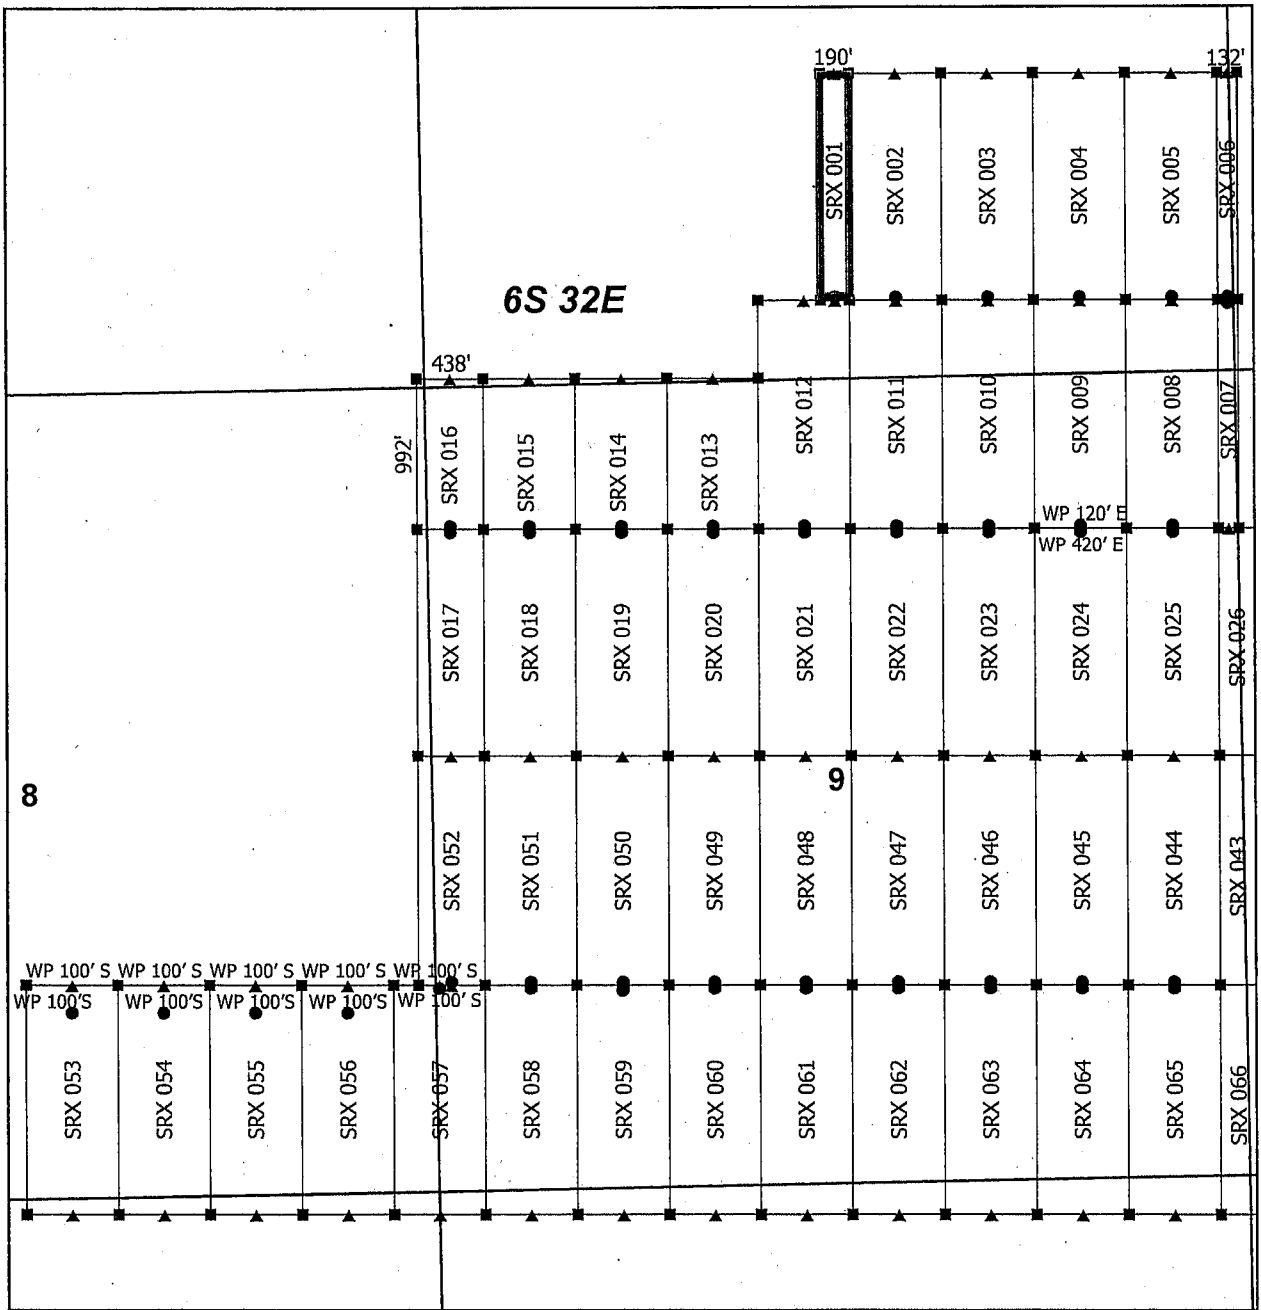 190'
132'
SRX 001
SRX 002
SRX 003
SRX 004
SRX 005
SRX 006
6S 32E
438'
992'
SRX 016
SRX 015
SRX 014
SRX 013
SRX 012
SRX 011
SRX 010
SRX 009
SRX 008
SRX 007
WP 120' E
WP 420' E
SRX 017
SRX 018
SRX 019
SRX 020
SRX 021
SRX 022
SRX 023
SRX 024
SRX 025
SRX 026
8
9
SRX 052
SRX 051
SRX 050
SRX 049
SRX 048
SRX 047
SRX 046
SRX 045
SRX 044
SRX 043
WP 100' S
WP 100' S
WP 100' S
WP 100' S
WP 100' S
WP 100'S
WP 100'S
WP 100'S
WP 100'S
WP 100' S
SRX 053
SRX 054
SRX 055
SRX 056
SRX 057
SRX 058
SRX 059
SRX 060
SRX 061
SRX 062
SRX 063
SRX 064
SRX 065
SRX 066